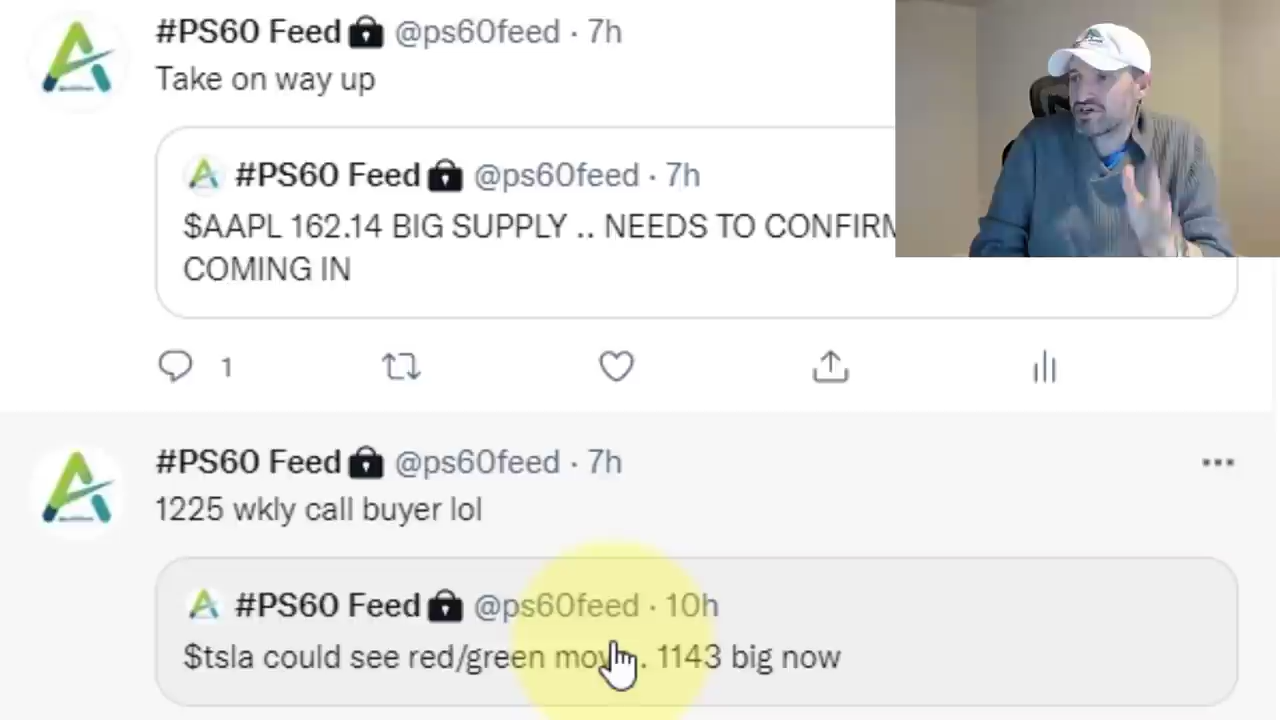 #PS60 Feed @ps60feed · 7h
Take on way up
#PS60 Feed @ps60feed · 7h
$AAPL 162.14 BIG SUPPLY .. NEEDS TO CONFIRM
COMING IN
1
#PS60 Feed @ps60feed · 7h
1225 wkly call buyer lol
#PS60 Feed @ps60feed · 10h
$tsla could see red/green . 1143 big now